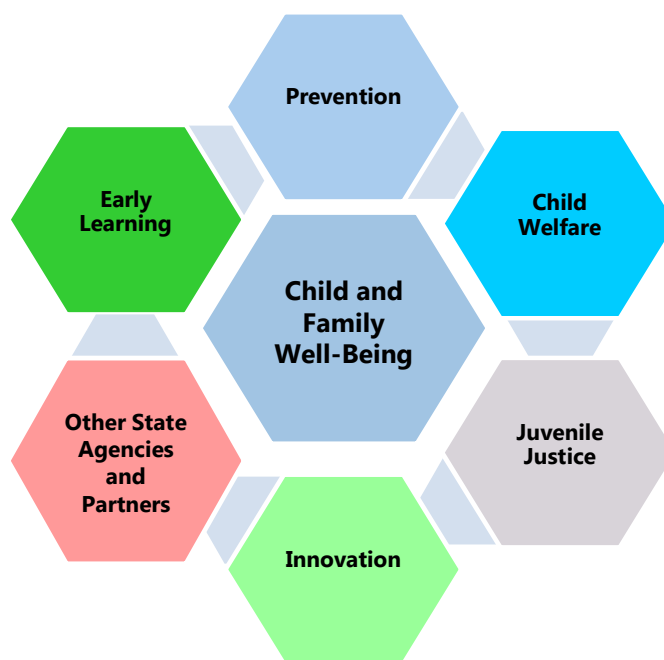 Prevention
Early
Learning
Child
Welfare
Child and
Family
Well-Being
Other State
Agencies
and
Partners
Juvenile
Justice
Innovation